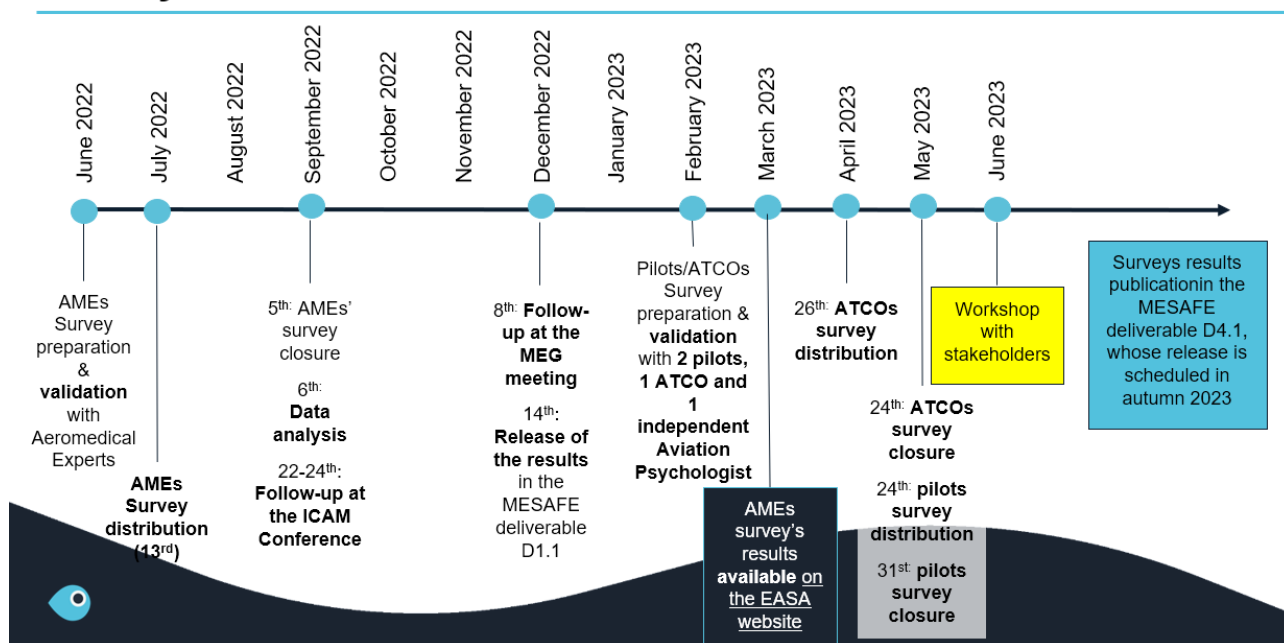 June 2022
July 2022
August 2022
September 2022
October 2022
November 2022
December 2022
January 2023
February 2023
March 2023
April 2023
May 2023
June 2023
AMEs
Survey
preparation
&
validation
with
Aeromedical
Experts
AMEs
Survey
distribution
(13rd)
5th: AMEs’
survey
closure
6th:
Data
analysis
22-24th:
Follow-up at
the ICAM
Conference
8th: Follow-
up at the
MEG
meeting
14th:
Release of
the results
in the
MESAFE
deliverable
D1.1
Pilots/ATCOs
Survey
preparation &
validation
with 2 pilots,
1 ATCO and
1
independent
Aviation
Psychologist
AMEs
survey’s
results
available on
the EASA
website
26th: ATCOs
survey
distribution
24th: ATCOs
survey
closure
24th: pilots
survey
distribution
31st: pilots
survey
closure
Workshop
with
stakeholders
Surveys results
publicationin the
MESAFE
deliverable D4.1,
whose release is
scheduled in
autumn 2023